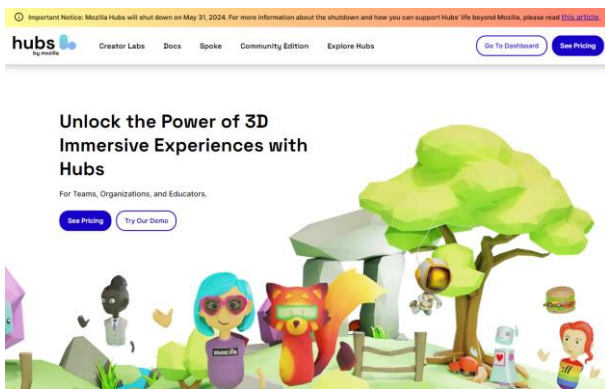 Important Notice: Mozilla Hubs will shut down on May 31, 2024. For more information about the shutdown and how you can support Hubs' life beyond Mozilla, please read this article.
hubs
by mozilla
Creator Labs Docs Spoke Community Edition Explore Hubs Go To Dashboard See Pricing
Unlock the Power of 3D
Immersive Experiences with
Hubs
For Teams, Organizations, and Educators.
See Pricing Try Our Demo
moz://a